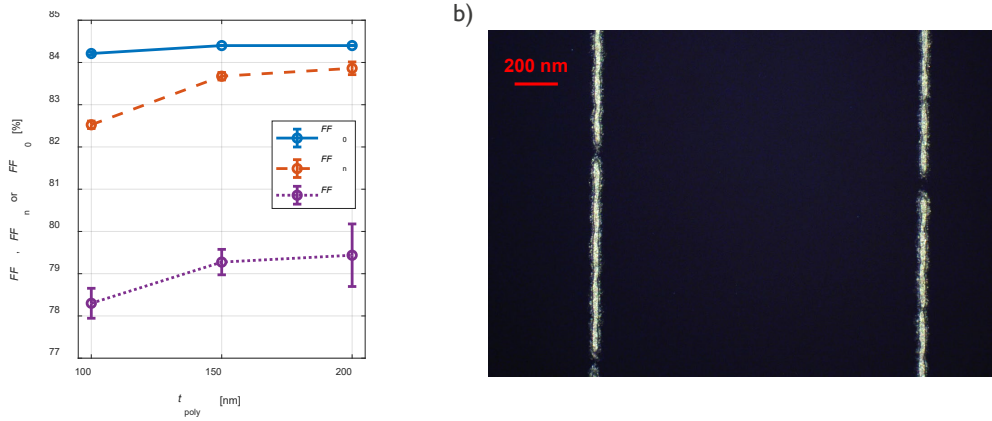 b)
200 nm
85
84
83
82
81
80
79
78
77
FF , FF n or FF 0 [%]
FF 0
FF n
FF
100 150 200
t poly [nm]